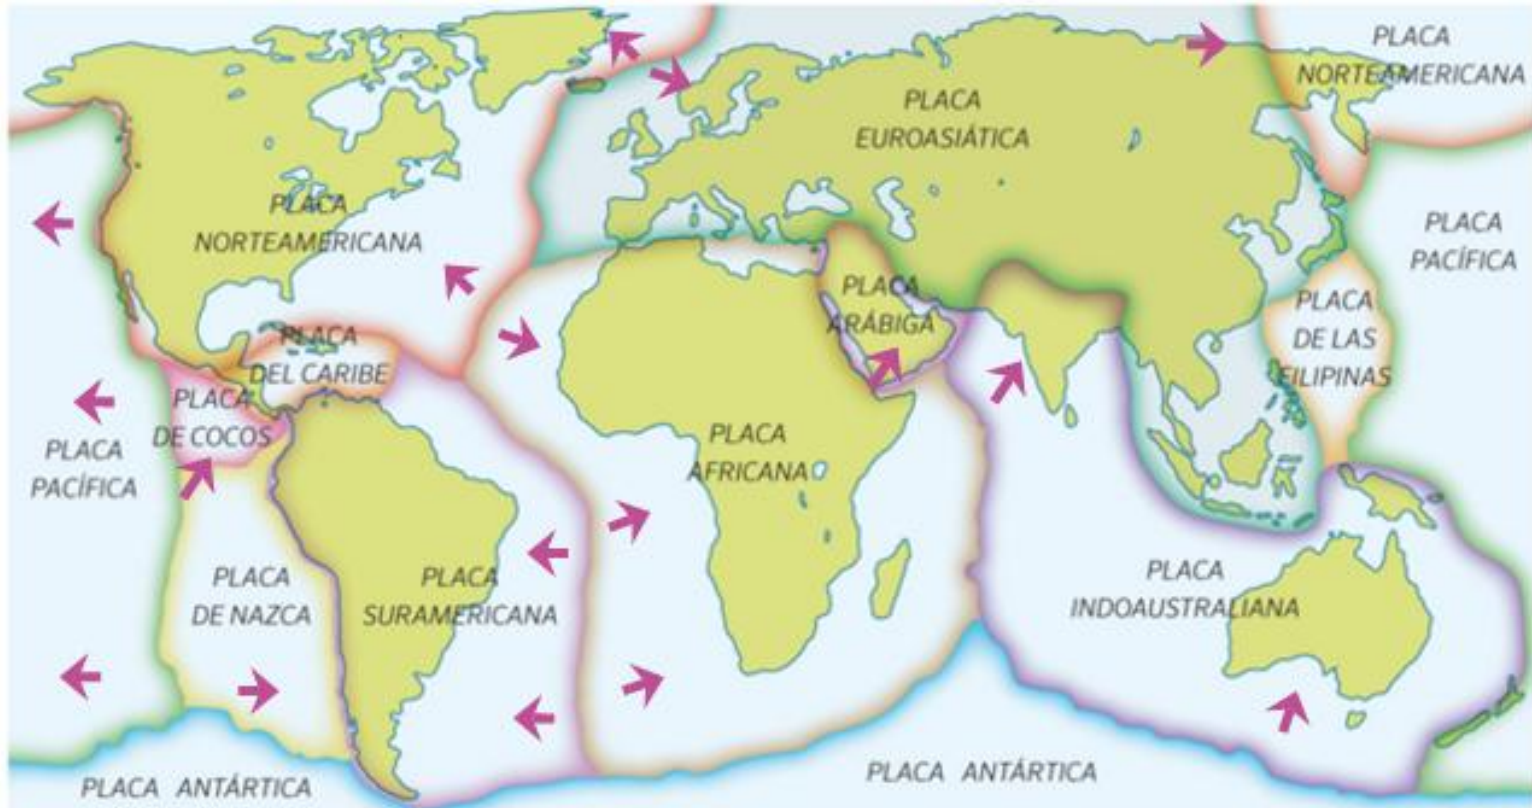 PLACA
NORTEAMERICANA
PLACA
EUROASIÁTICA
PLACA
NORTEAMERICANA
PLACA
PACÍFICA
PLACA
ARÁBIGA
PLACA
DE LAS
FILIPINAS
PLACA
DEL CARIBE
PLACA
DE COCOS
PLACA
PACÍFICA
PLACA
AFRICANA
PLACA
DE NAZCA
PLACA
SURAMERICANA
PLACA
INDOAUSTRALIANA
PLACA ANTÁRTICA
PLACA ANTÁRTICA